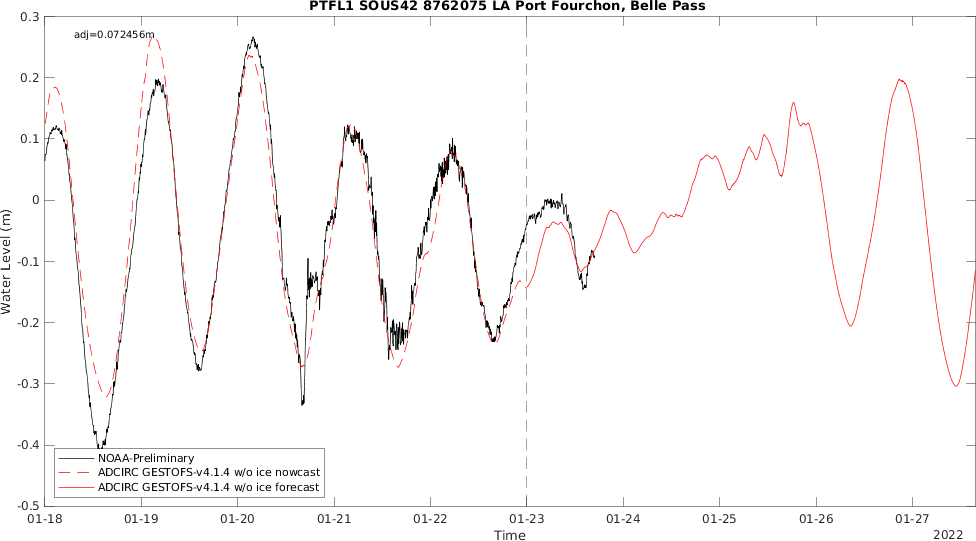 PTFL1 SOUS42 8762075 LA Port Fourchon, Belle Pass
adj=0.072456m
0.3
0.2
0.1
0
-0.1
-0.2
-0.3
-0.4
-0.5
Water Level (m)
NOAA-Preliminary
ADCIRC GESTOFS-v4.1.4 w/o ice nowcast
ADCIRC GESTOFS-v4.1.4 w/o ice forecast
01-18 01-19 01-20 01-21 01-22 01-23 01-24 01-25 01-26 01-27
Time
2022